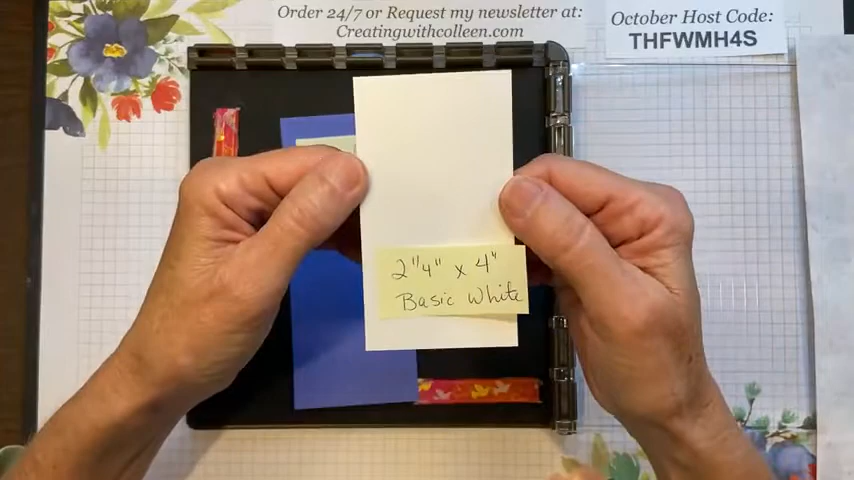 Order 24/7 or Request my newsletter at:
CreatingwithColleen.com
October Host Code:
THFWMH4S
2 1/4" x 4"
Basic White